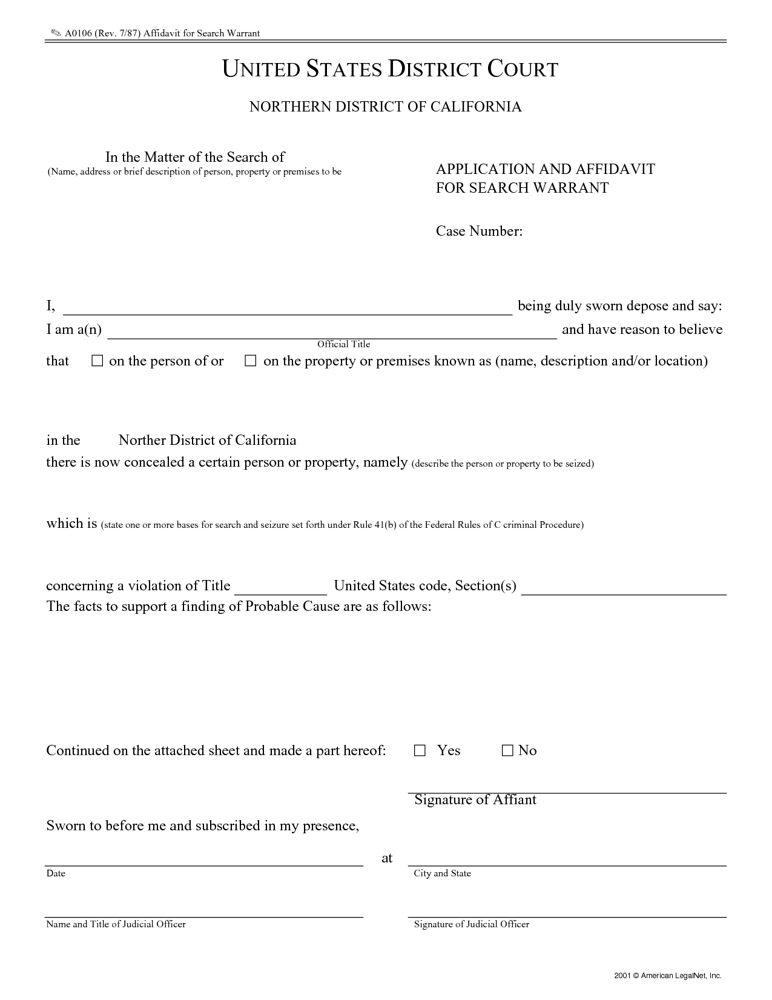 ✎ A0106 (Rev. 7/87) Affidavit for Search Warrant
UNITED STATES DISTRICT COURT
NORTHERN DISTRICT OF CALIFORNIA
In the Matter of the Search of
(Name, address or brief description of person, property or premises to be
APPLICATION AND AFFIDAVIT
FOR SEARCH WARRANT
Case Number:
I, being duly sworn depose and say:
I am a(n) and have reason to believe
Official Title
that ☐ on the person of or ☐ on the property or premises known as (name, description and/or location)
in the Norther District of California
there is now concealed a certain person or property, namely (describe the person or property to be seized)
which is (state one or more bases for search and seizure set forth under Rule 41(b) of the Federal Rules of C criminal Procedure)
concerning a violation of Title United States code, Section(s)
The facts to support a finding of Probable Cause are as follows:
Continued on the attached sheet and made a part hereof: ☐ Yes ☐ No
Signature of Affiant
Sworn to before me and subscribed in my presence,
at
Date City and State
Name and Title of Judicial Officer Signature of Judicial Officer
2001 © American LegalNet, Inc.